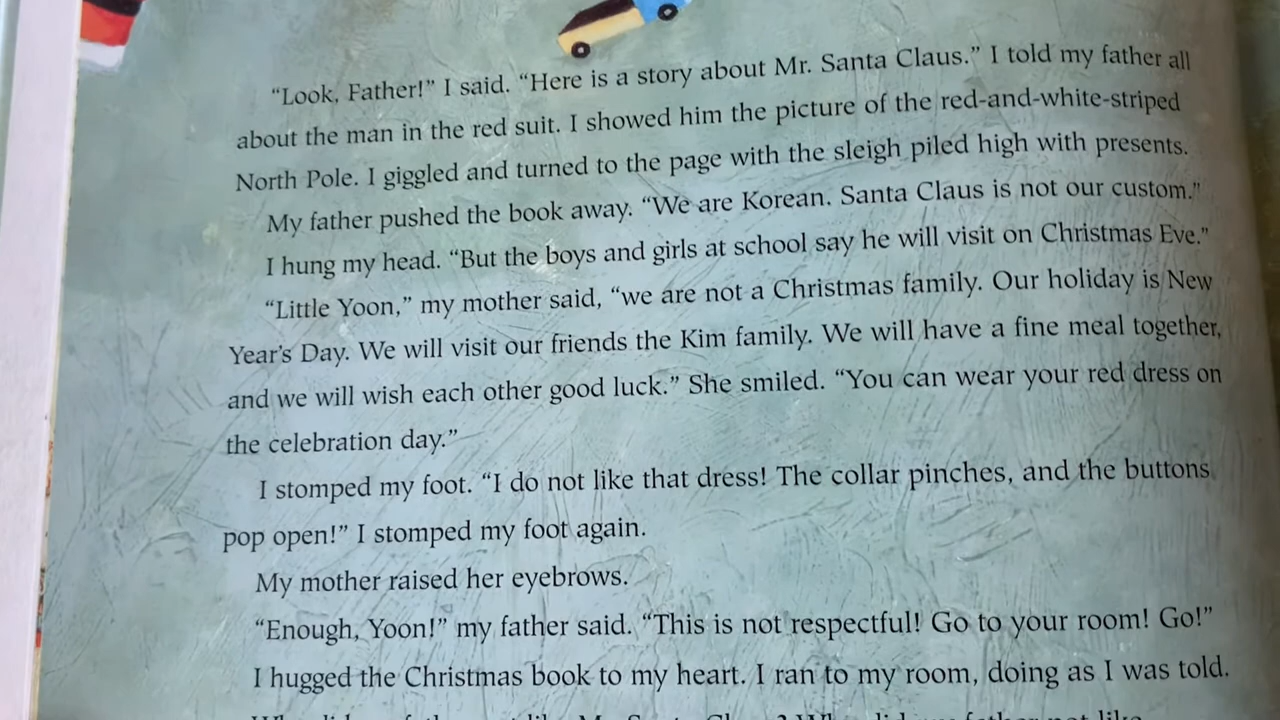 “Look, Father!” I said. “Here is a story about Mr. Santa Claus.” I told my father all
about the man in the red suit. I showed him the picture of the red-and-white-striped
North Pole. I giggled and turned to the page with the sleigh piled high with presents.
My father pushed the book away. “We are Korean. Santa Claus is not our custom.”
I hung my head. “But the boys and girls at school say he will visit on Christmas Eve.”
“Little Yoon,” my mother said, “we are not a Christmas family. Our holiday is New
Year’s Day. We will visit our friends the Kim family. We will have a fine meal together,
and we will wish each other good luck.” She smiled. “You can wear your red dress on
the celebration day.”
I stomped my foot. “I do not like that dress! The collar pinches, and the buttons
pop open!” I stomped my foot again.
My mother raised her eyebrows.
“Enough, Yoon!” my father said. “This is not respectful! Go to your room! Go!”
I hugged the Christmas book to my heart. I ran to my room, doing as I was told.